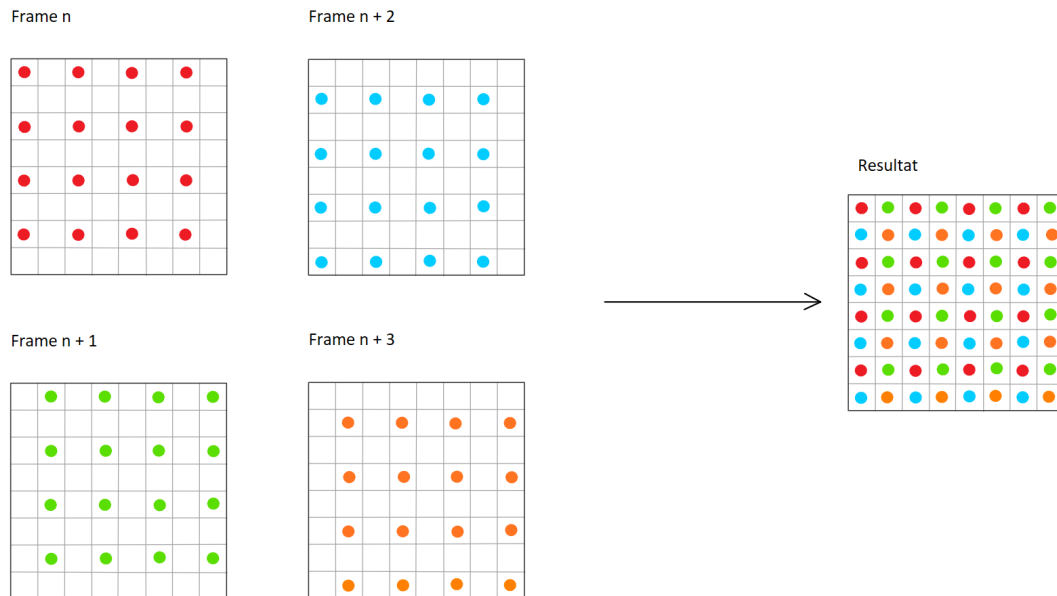 Frame n
Frame n + 2
Resultat
Frame n + 1
Frame n + 3